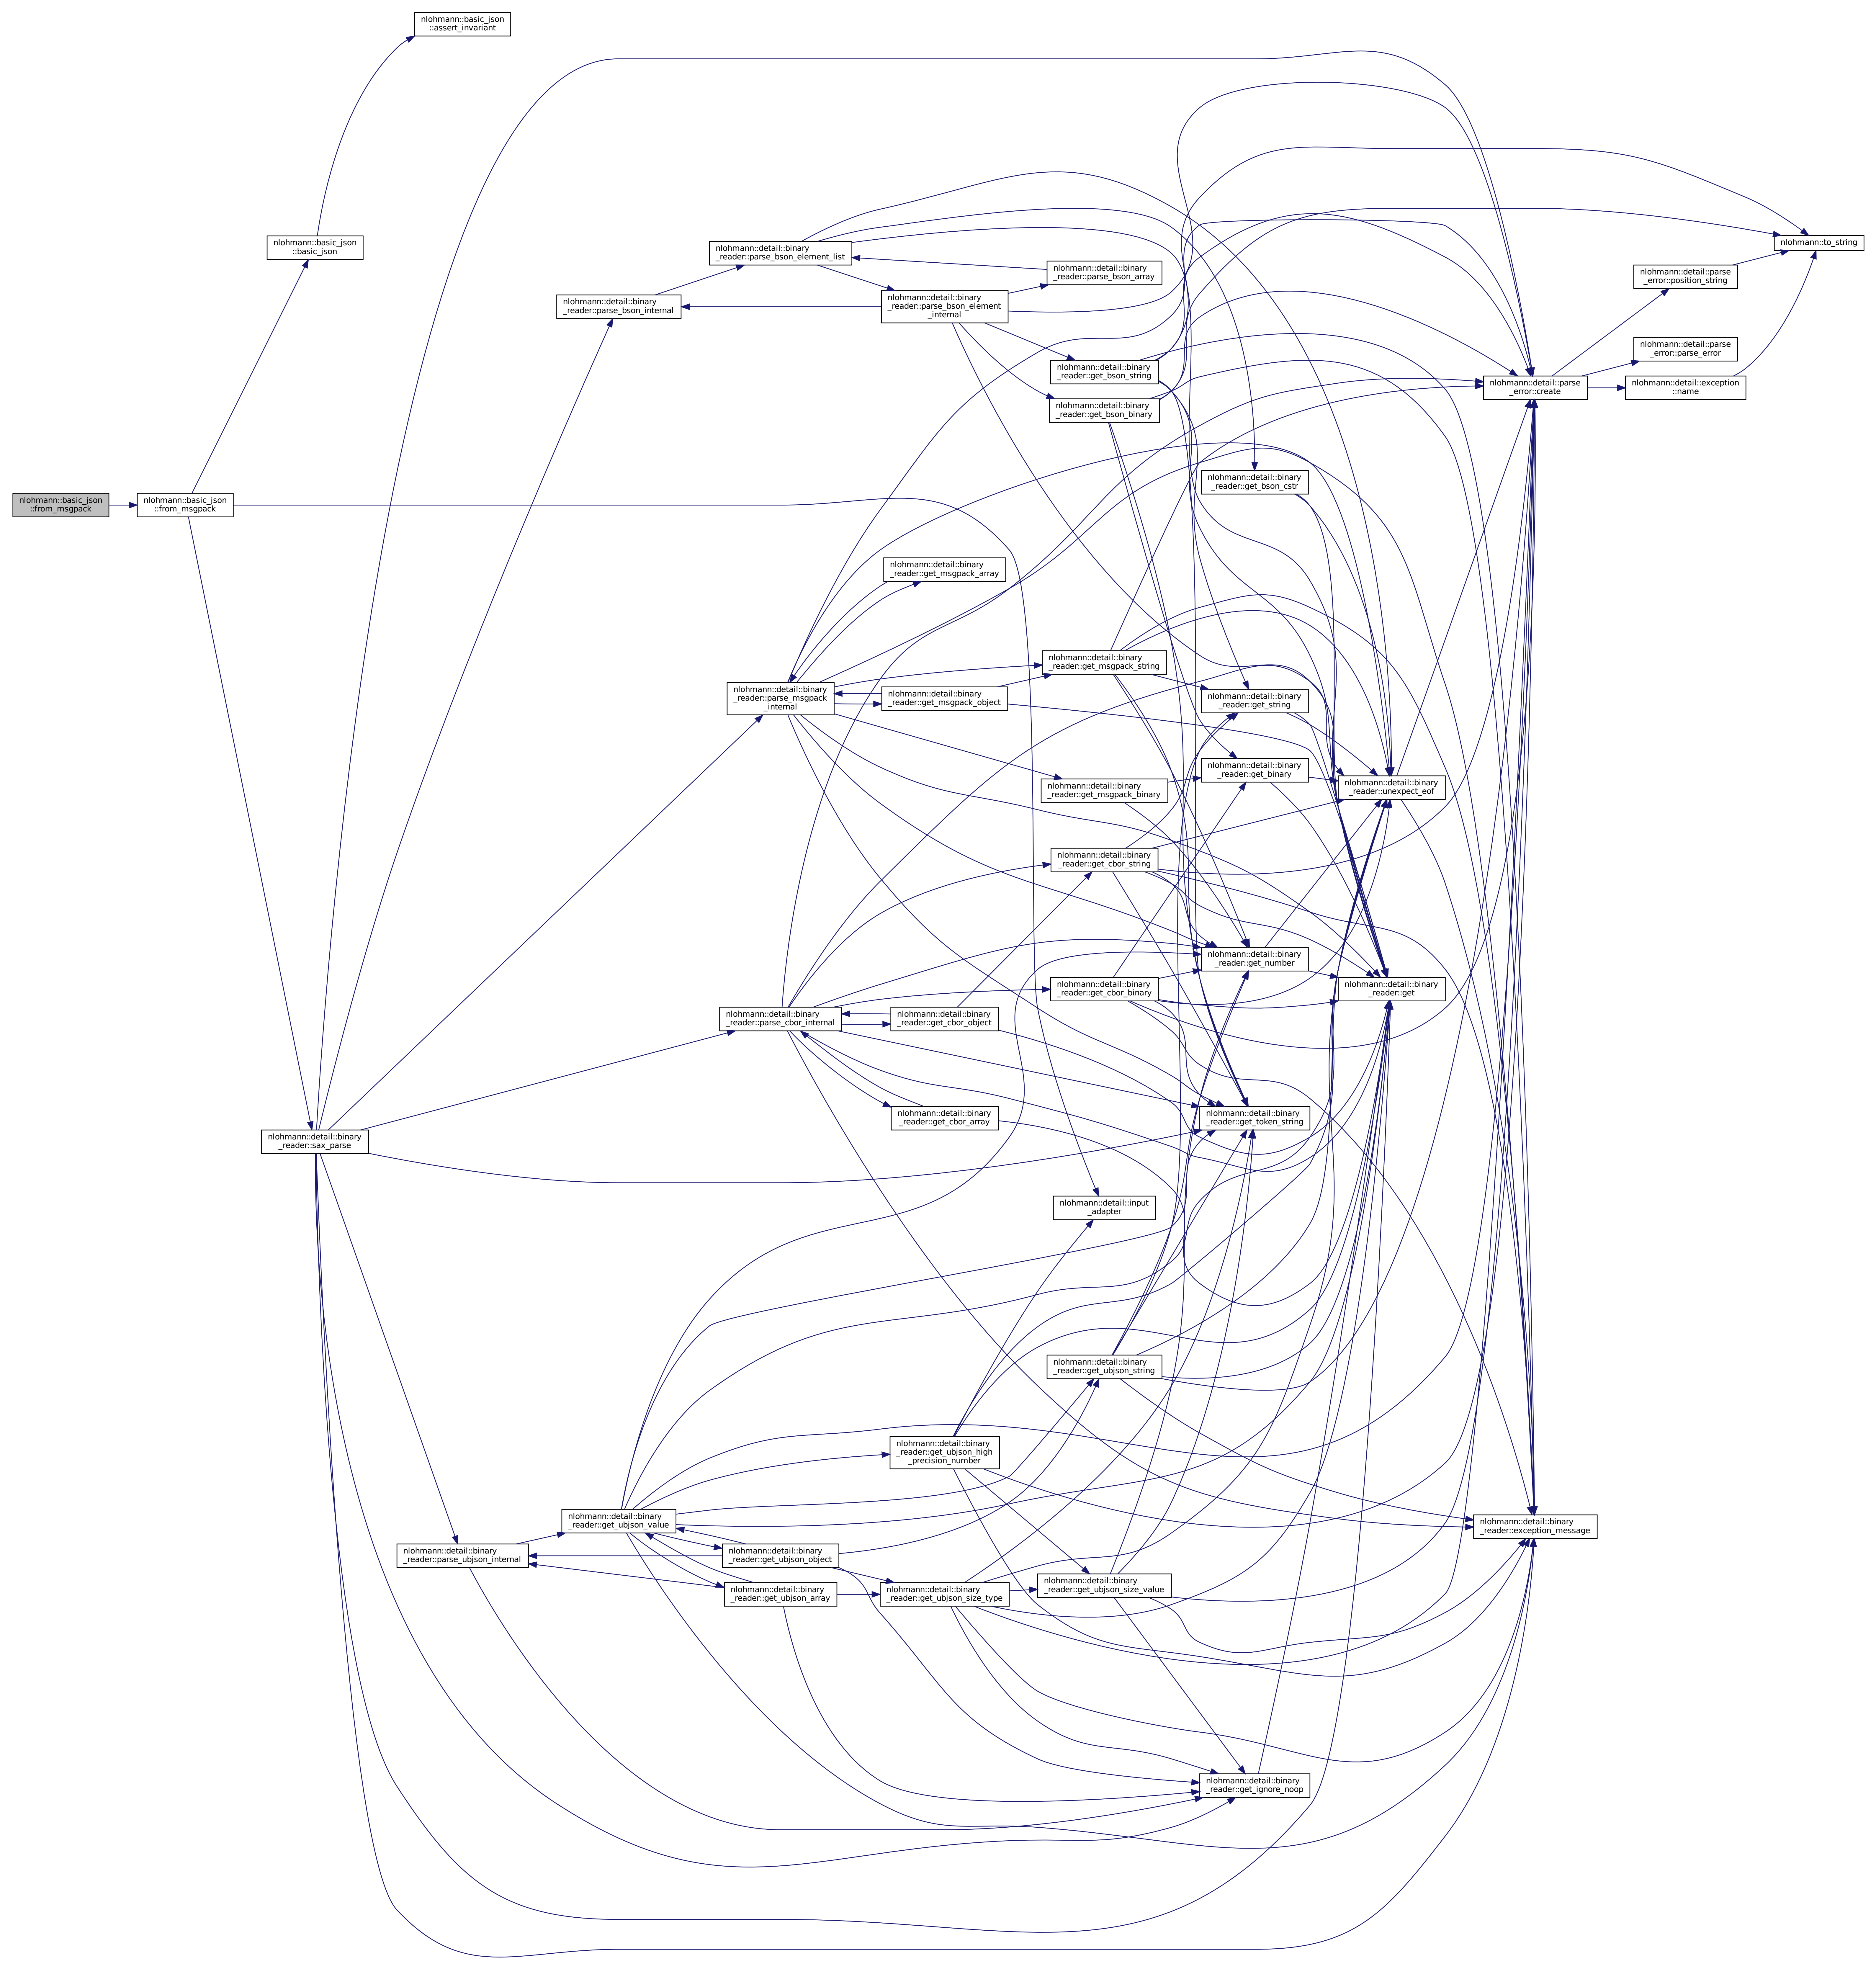 nlohmann::basic_json
::assert_invariant
nlohmann::basic_json
::basic_json
nlohmann::to_string
nlohmann::detail::binary
_reader::parse_bson_element_list
nlohmann::detail::binary
_reader::parse_bson_array
nlohmann::detail::parse
_error::position_string
nlohmann::detail::binary
_reader::parse_bson_internal
nlohmann::detail::binary
_reader::parse_bson_element
_internal
nlohmann::detail::parse
_error::parse_error
nlohmann::detail::binary
_reader::get_bson_string
nlohmann::detail::parse
_error::create
nlohmann::detail::exception
::name
nlohmann::detail::binary
_reader::get_bson_binary
nlohmann::detail::binary
_reader::get_bson_cstr
nlohmann::basic_json
::from_msgpack
nlohmann::basic_json
::from_msgpack
nlohmann::detail::binary
_reader::get_msgpack_array
nlohmann::detail::binary
_reader::get_msgpack_string
nlohmann::detail::binary
_reader::parse_msgpack
_internal
nlohmann::detail::binary
_reader::get_msgpack_object
nlohmann::detail::binary
_reader::get_string
nlohmann::detail::binary
_reader::get_binary
nlohmann::detail::binary
_reader::get_msgpack_binary
nlohmann::detail::binary
_reader::unexpect_eof
nlohmann::detail::binary
_reader::get_cbor_string
nlohmann::detail::binary
_reader::get_number
nlohmann::detail::binary
_reader::get_cbor_binary
nlohmann::detail::binary
_reader::get
nlohmann::detail::binary
_reader::parse_cbor_internal
nlohmann::detail::binary
_reader::get_cbor_object
nlohmann::detail::binary
_reader::get_cbor_array
nlohmann::detail::binary
_reader::get_token_string
nlohmann::detail::binary
_reader::sax_parse
nlohmann::detail::input
_adapter
nlohmann::detail::binary
_reader::get_ubjson_string
nlohmann::detail::binary
_reader::get_ubjson_high
_precision_number
nlohmann::detail::binary
_reader::get_ubjson_value
nlohmann::detail::binary
_reader::exception_message
nlohmann::detail::binary
_reader::parse_ubjson_internal
nlohmann::detail::binary
_reader::get_ubjson_object
nlohmann::detail::binary
_reader::get_ubjson_array
nlohmann::detail::binary
_reader::get_ubjson_size_type
nlohmann::detail::binary
_reader::get_ubjson_size_value
nlohmann::detail::binary
_reader::get_ignore_noop